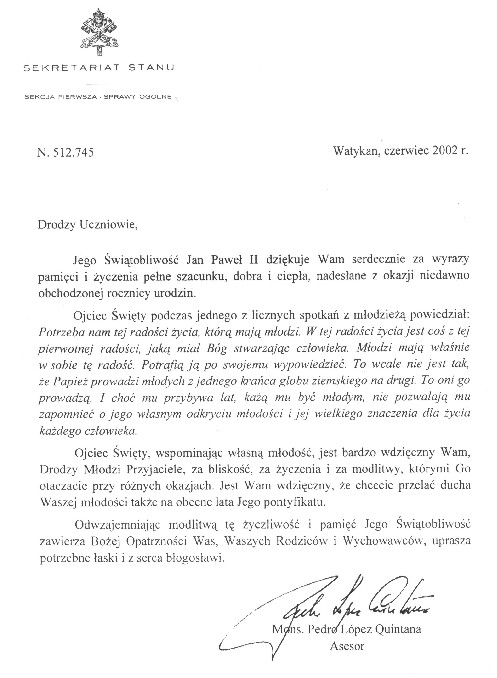 SEKRETARIAT STANU
SEKCJA PIERWSZA - SPRAWY OGÓLNE
N. 512.745
Watykan, czerwiec 2002 r.
Drodzy Uczniowie,
Jego Świątobliwość Jan Paweł II dziękuje Wam serdecznie za wyrazy
pamięci i życzenia pełne szacunku, dobra i ciepła, nadesłane z okazji niedawno
obchodzonej rocznicy urodzin.
Ojciec Święty podczas jednego z licznych spotkań z młodzieżą powiedział:
Potrzeba nam tej radości życia, którą mają młodzi. W tej radości życia jest coś z tej
pierwotnej radości, jaką miał Bóg stwarzając człowieka. Młodzi mają właśnie
w sobie tę radość. Potrafią ją po swojemu wypowiedzieć. To wcale nie jest tak,
że Papież prowadzi młodych z jednego krańca globu ziemskiego na drugi. To oni go
prowadzą. I choć mu przybywa lat, każą mu być młodym, nie pozwalają mu
zapomnieć o jego własnym odkryciu młodości i jej wielkiego znaczenia dla życia
każdego człowieka.
Ojciec Święty, wspominając własną młodość, jest bardzo wdzięczny Wam,
Drodzy Młodzi Przyjaciele, za bliskość, za życzenia i za modlitwy, którymi Go
otaczacie przy różnych okazjach. Jest Wam wdzięczny, że chcecie przelać ducha
Waszej młodości także na obecne lata Jego pontyfikatu.
Odwzajemniając modlitwą tę życzliwość i pamięć Jego Świątobliwość
zawierza Bożej Opatrzności Was, Waszych Rodziców i Wychowawców, uprasza
potrzebne łaski i z serca błogosławi.
Mons. Pedro López Quintana
Asesor